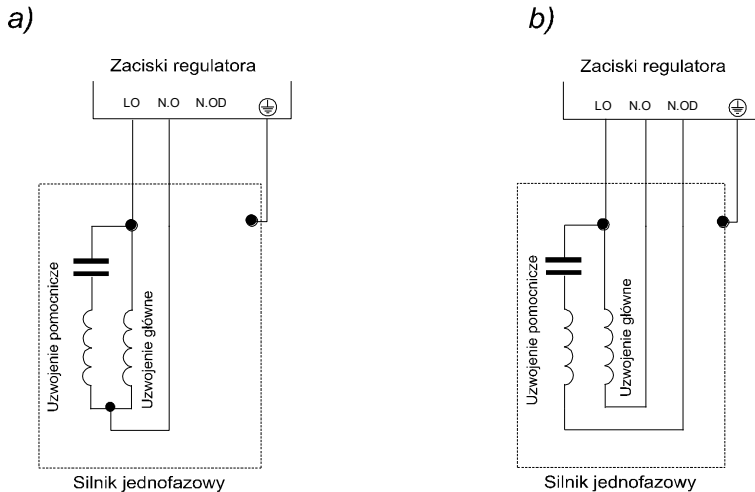 a)
Zaciski regulatora
LO N.O N.OD
Uzwojenie pomocnicze
Uzwojenie główne
Silnik jednofazowy
b)
Zaciski regulatora
LO N.O N.OD
Uzwojenie pomocnicze
Uzwojenie główne
Silnik jednofazowy